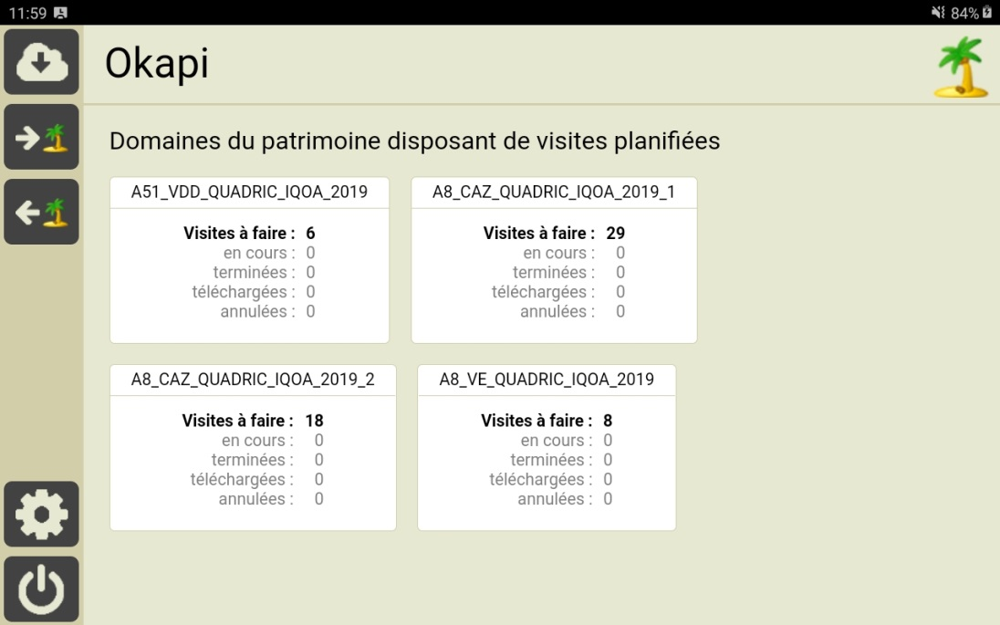 11:59
84%
Okapi
Domaines du patrimoine disposant de visites planifiées
A51_VDD_QUADRIC_IQOA_2019
Visites à faire : 6
en cours : 0
terminées : 0
téléchargées : 0
annulées : 0
A8_CAZ_QUADRIC_IQOA_2019_1
Visites à faire : 29
en cours : 0
terminées : 0
téléchargées : 0
annulées : 0
A8_CAZ_QUADRIC_IQOA_2019_2
Visites à faire : 18
en cours : 0
terminées : 0
téléchargées : 0
annulées : 0
A8_VE_QUADRIC_IQOA_2019
Visites à faire : 8
en cours : 0
terminées : 0
téléchargées : 0
annulées : 0